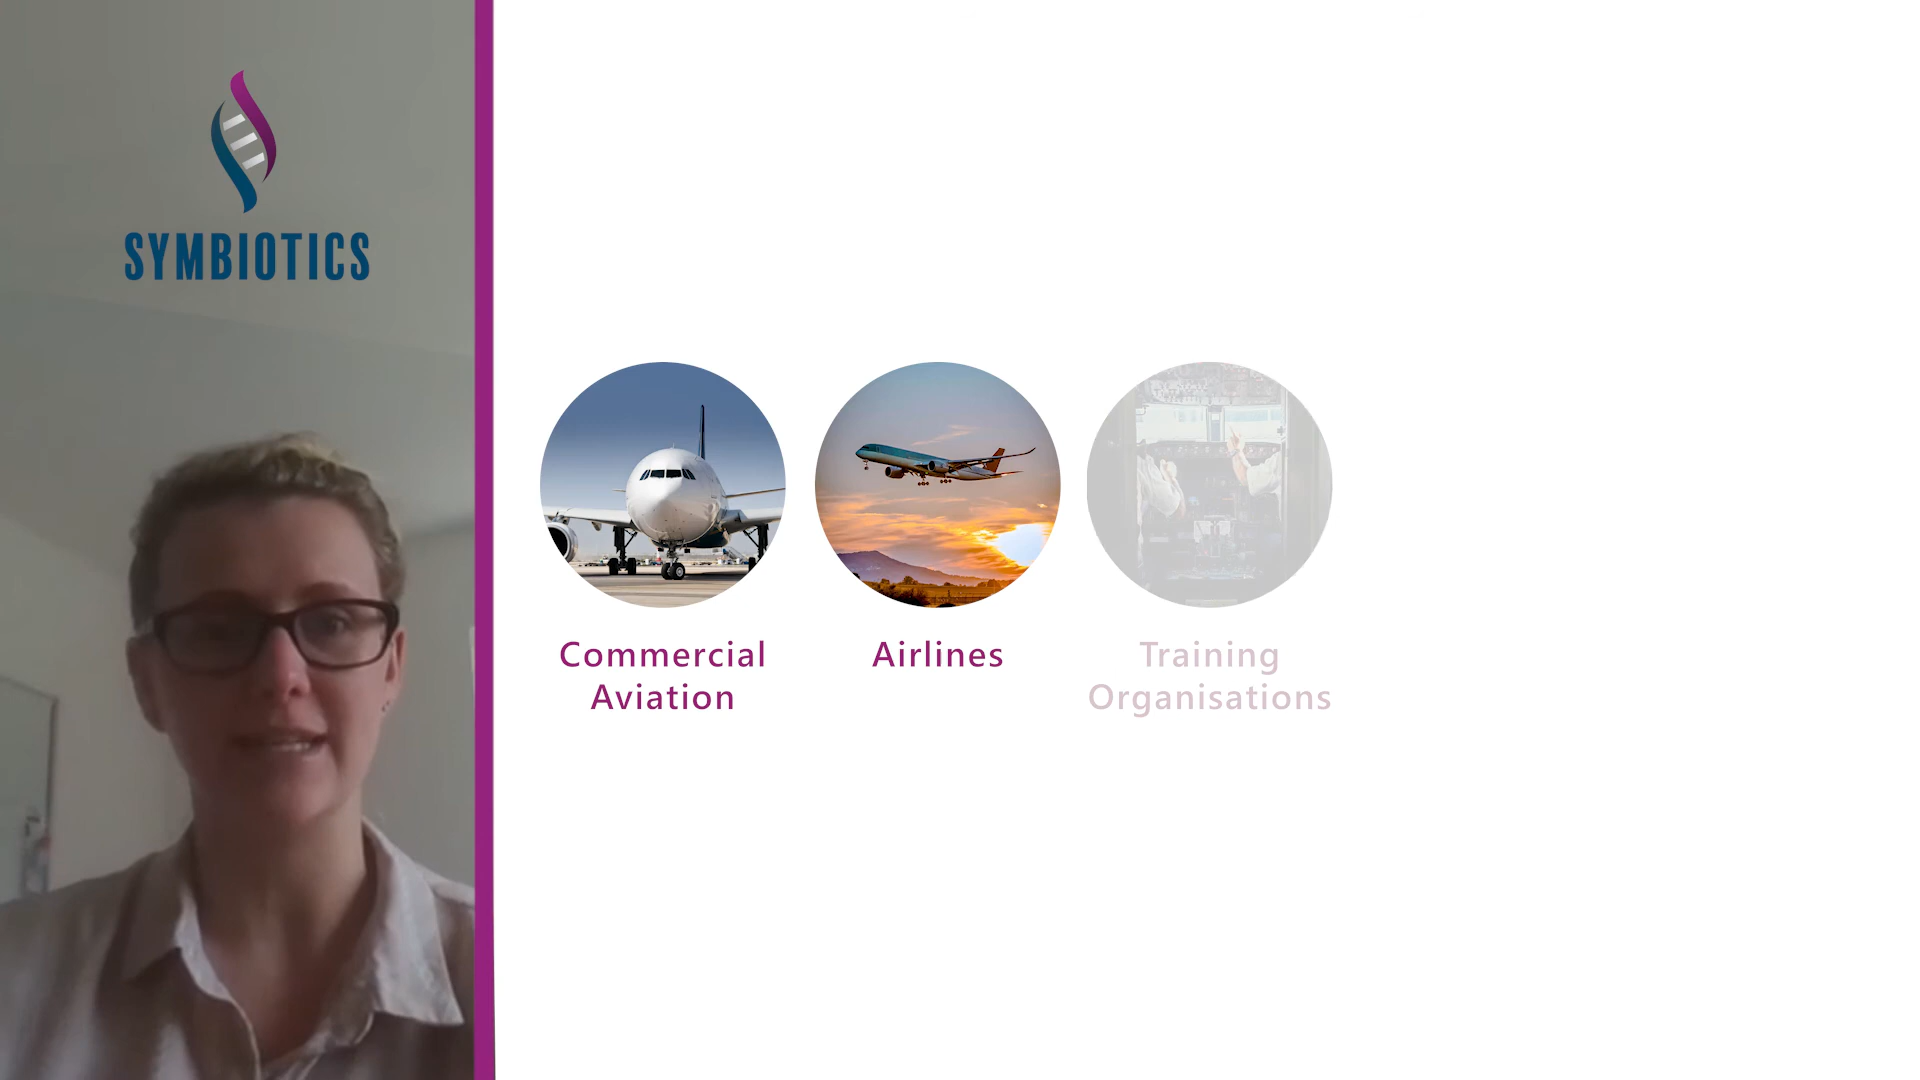 SYMBIOTICS
Commercial
Aviation
Airlines
Training
Organisations